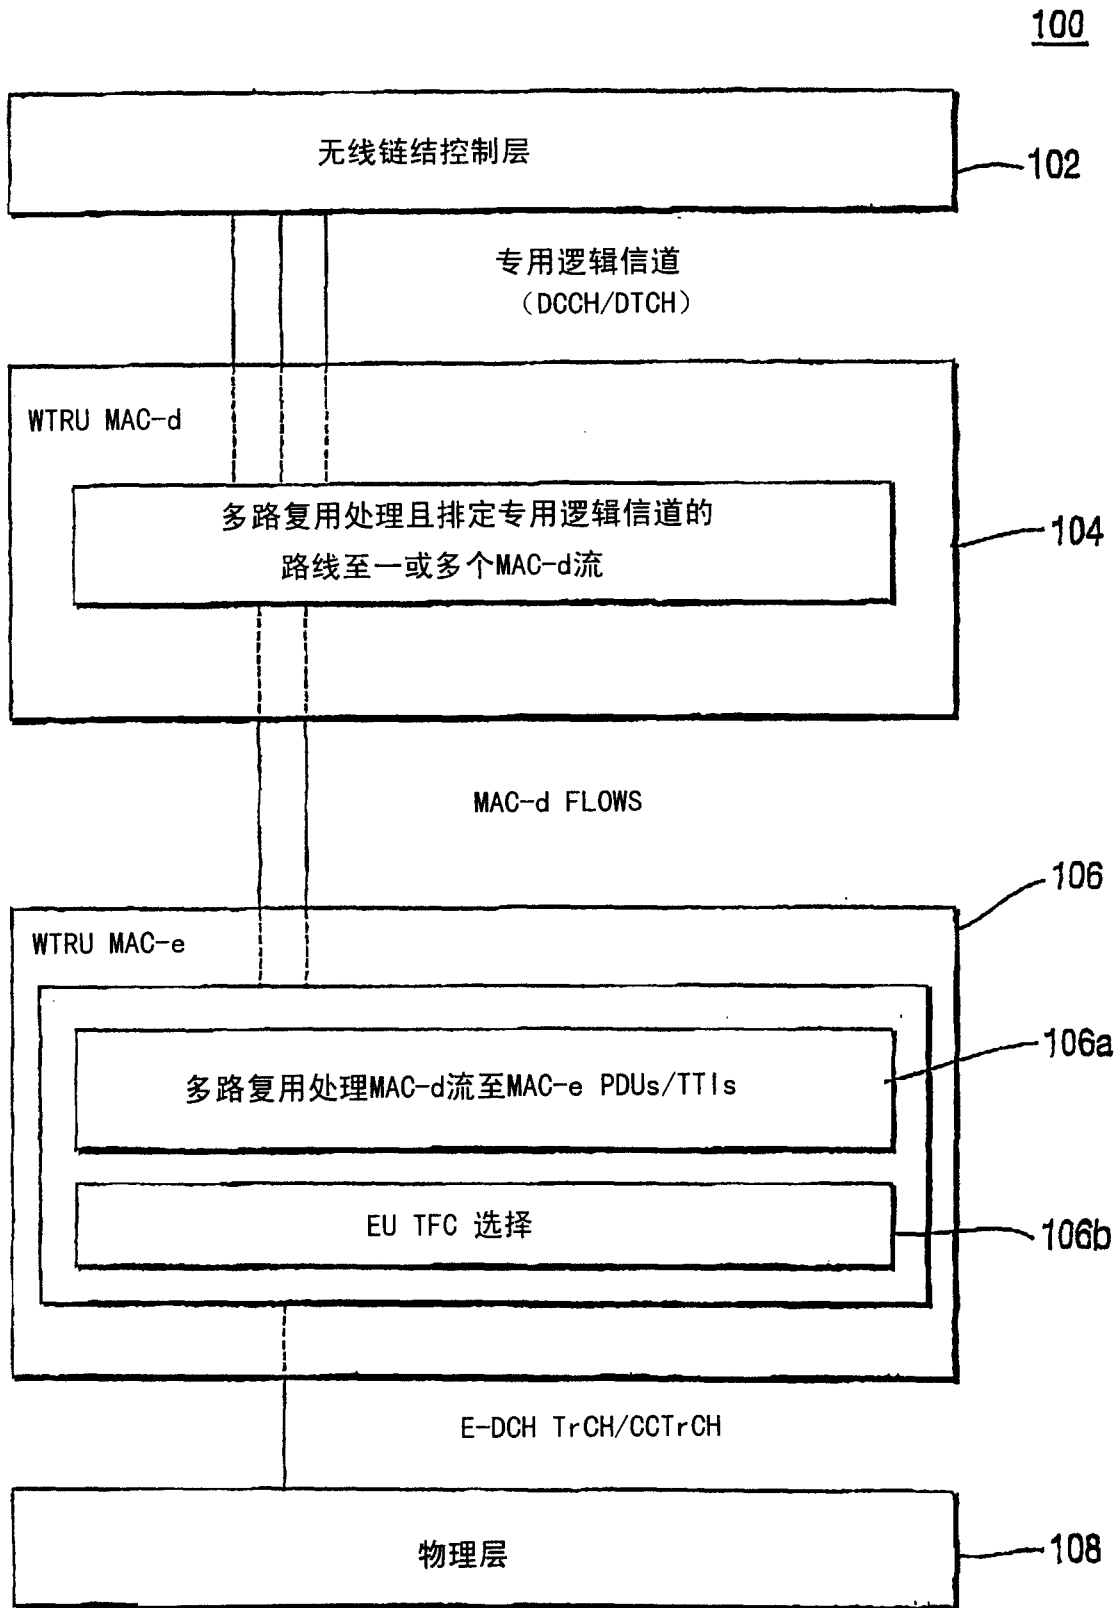 100
无线链结控制层
102
专用逻辑信道
(DCCH/DTCH)
WTRU MAC-d
多路复用处理且排定专用逻辑信道的
路线至一或多个MAC-d流
104
MAC-d FLOWS
106
WTRU MAC-e
106a
多路复用处理MAC-d流至MAC-e PDUs/TTIs
EU TFC 选择
106b
E-DCH TrCH/CCTrCH
物理层
108